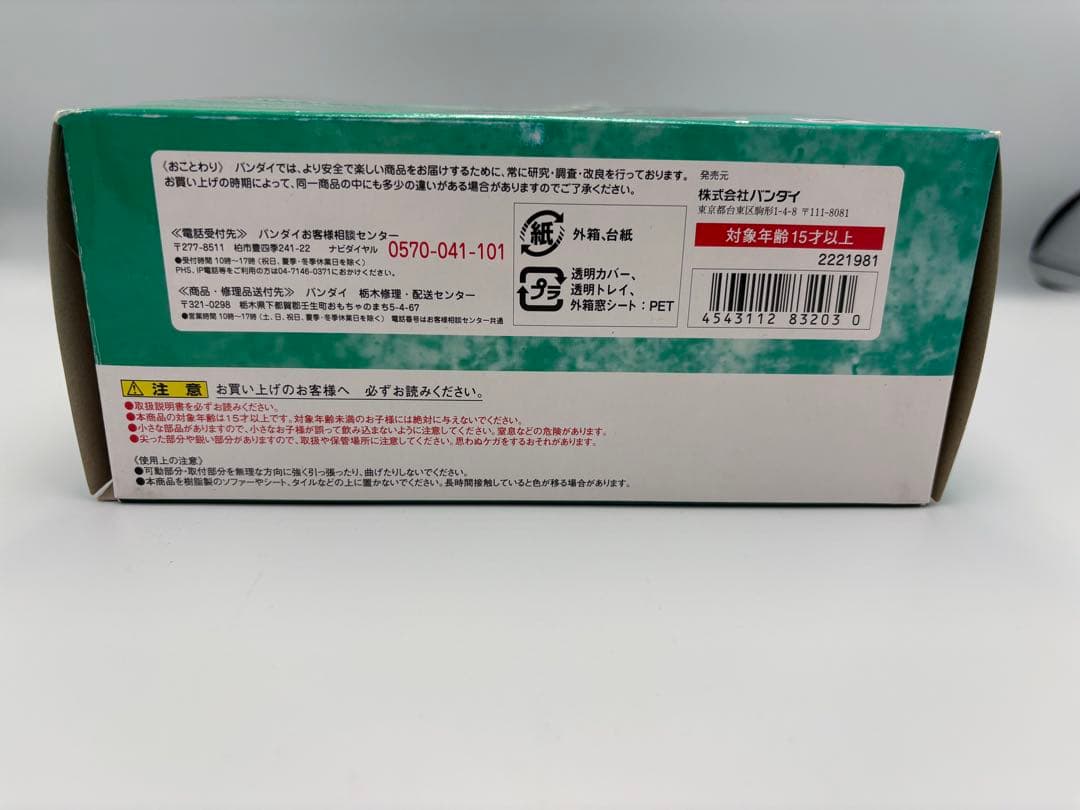 《おことわり》 バンダイでは、より安全で楽しい商品をお届けするために、常に研究・調査・改良を行っております。
お買い上げの時期によって、同一商品の中にも多少の違いがある場合がありますのでご了承ください。
≪電話受付先≫ バンダイお客様相談センター
〒277-8511 柏市豊四季241-22 ナビダイヤル 0570-041-101
●受付時間 10時~17時 (祝日、夏季・冬季休業日を除く)
PHS、IP電話等をご利用の方は04-7146-0371におかけください。
≪商品・修理品送付先≫ バンダイ 栃木修理・配送センター
〒321-0298 栃木県下都賀郡壬生町おもちゃのまち5-4-67
●営業時間 10時~17時 (土、日、祝日、夏季・冬季休業日を除く) 電話番号はお客様相談センター共通
紙
外箱、台紙
プラ
透明カバー、
透明トレイ、
外箱窓シート:PET
発売元
株式会社バンダイ
東京都台東区駒形1-4-8 〒111-8081
対象年齢15才以上
2221981
4543112 83203 0
注意 お買い上げのお客様へ 必ずお読みください。
●取扱説明書を必ずお読みください。
●本商品の対象年齢は15才以上です。対象年齢未満のお子様には絶対に与えないでください。
●小さな部品がありますので、小さなお子様が誤って飲み込まないように注意してください。窒息などの危険があります。
●尖った部分や鋭い部分がありますので、取扱や保管場所に注意してください。思わぬケガをするおそれがあります。
《使用上の注意》
●可動部分・取付部分を無理な方向に強く引っ張ったり、曲げたりしないでください。
●本商品を樹脂製のソファーやシート、タイルなどの上に置かないでください。長時間接触していると色が移る場合があります。